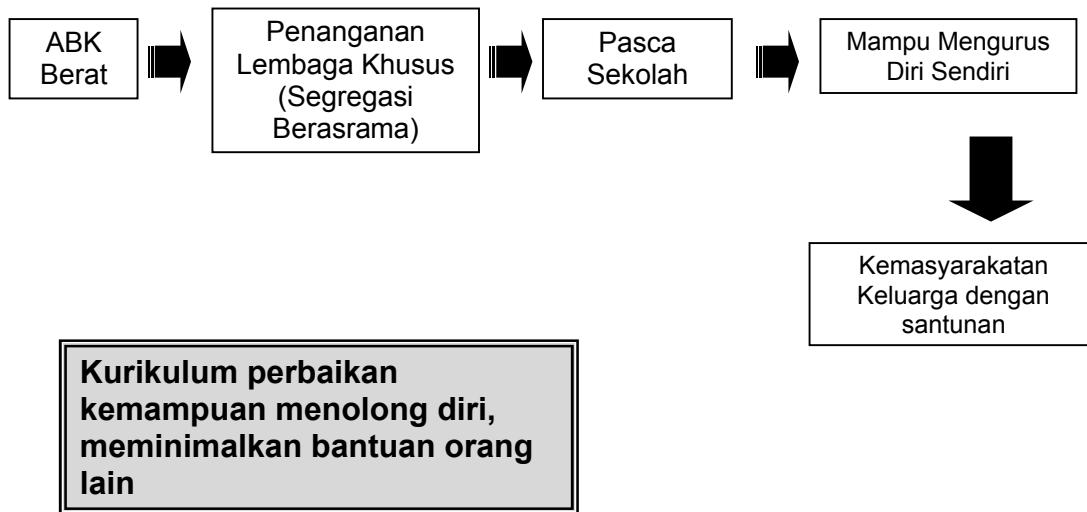 ABK
Berat
Penanganan
Lembaga Khusus
(Segregasi
Berasrama)
Pasca
Sekolah
Mampu Mengurus
Diri Sendiri
Kemasyarakatan
Keluarga dengan
santunan
Kurikulum perbaikan
kemampuan menolong diri,
meminimalkan bantuan orang
lain